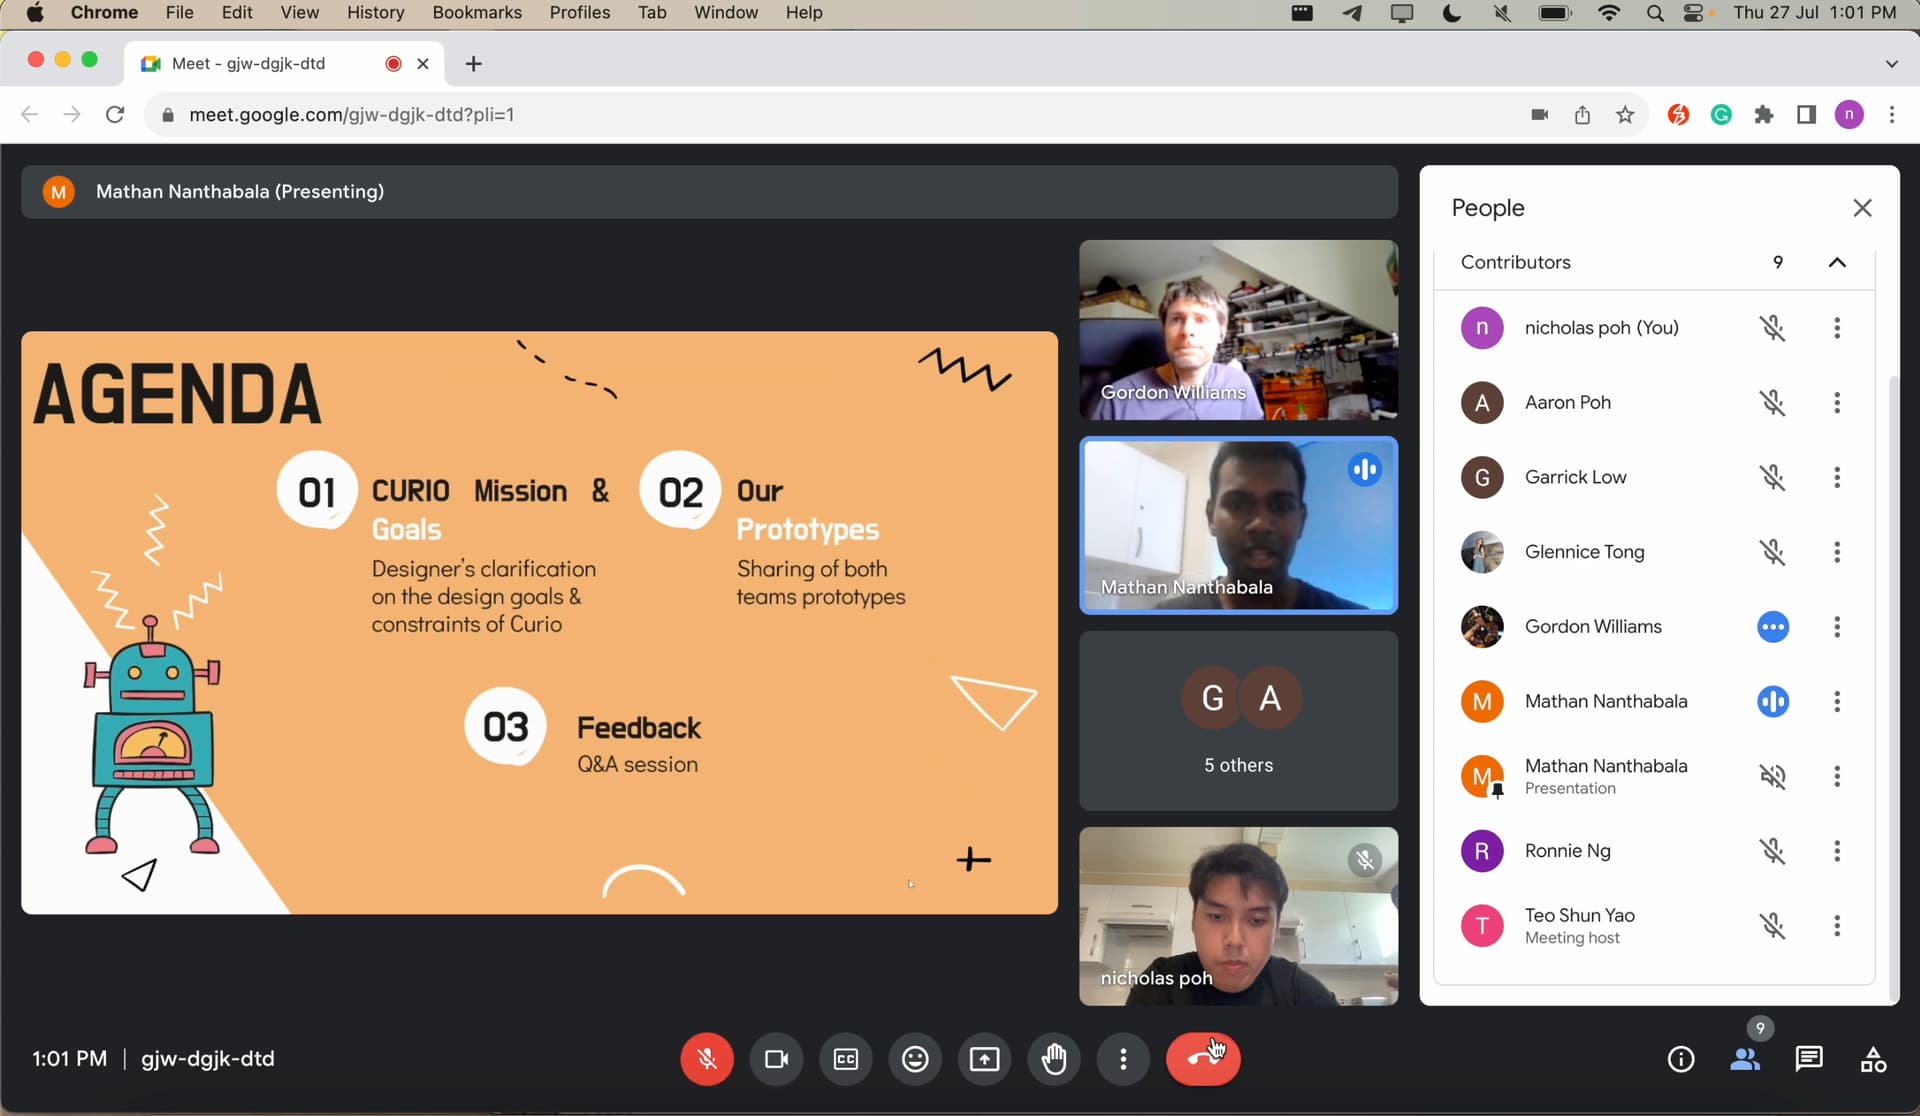 Chrome File Edit View History Bookmarks Profiles Tab Window Help Thu 27 Jul 1:01 PM
Meet - gjw-dgjk-dtd
meet.google.com/gjw-dgjk-dtd?pli=1
n
M Mathan Nanthabala (Presenting)
AGENDA
01 CURIO Mission &
Goals
Designer's clarification
on the design goals &
constraints of Curio
02 Our
Prototypes
Sharing of both
teams prototypes
03 Feedback
Q&A session
Gordon Williams
Mathan Nanthabala
G A
5 others
nicholas poh
People
Contributors 9
n nicholas poh (You)
A Aaron Poh
G Garrick Low
Glennice Tong
Gordon Williams
M Mathan Nanthabala
M Mathan Nanthabala
Presentation
R Ronnie Ng
T Teo Shun Yao
Meeting host
1:01 PM | gjw-dgjk-dtd
CC
9